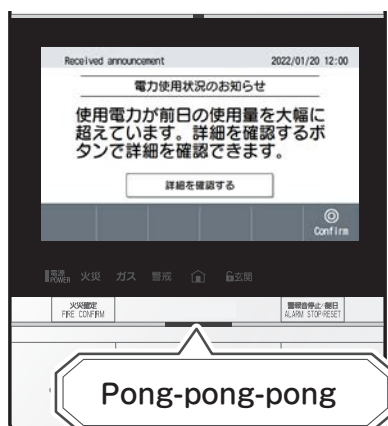 Received announcement 2022/01/20 12:00
電力使用状況のお知らせ
使用電力が前日の使用量を大幅に
超えています。詳細を確認するボ
タンで詳細を確認できます。
詳細を確認する
Confirm
電源 火災 ガス 警戒 玄関
POWER
火災確定 警報音停止/復旧
FIRE CONFIRM ALARM STOP/RESET
Pong-pong-pong